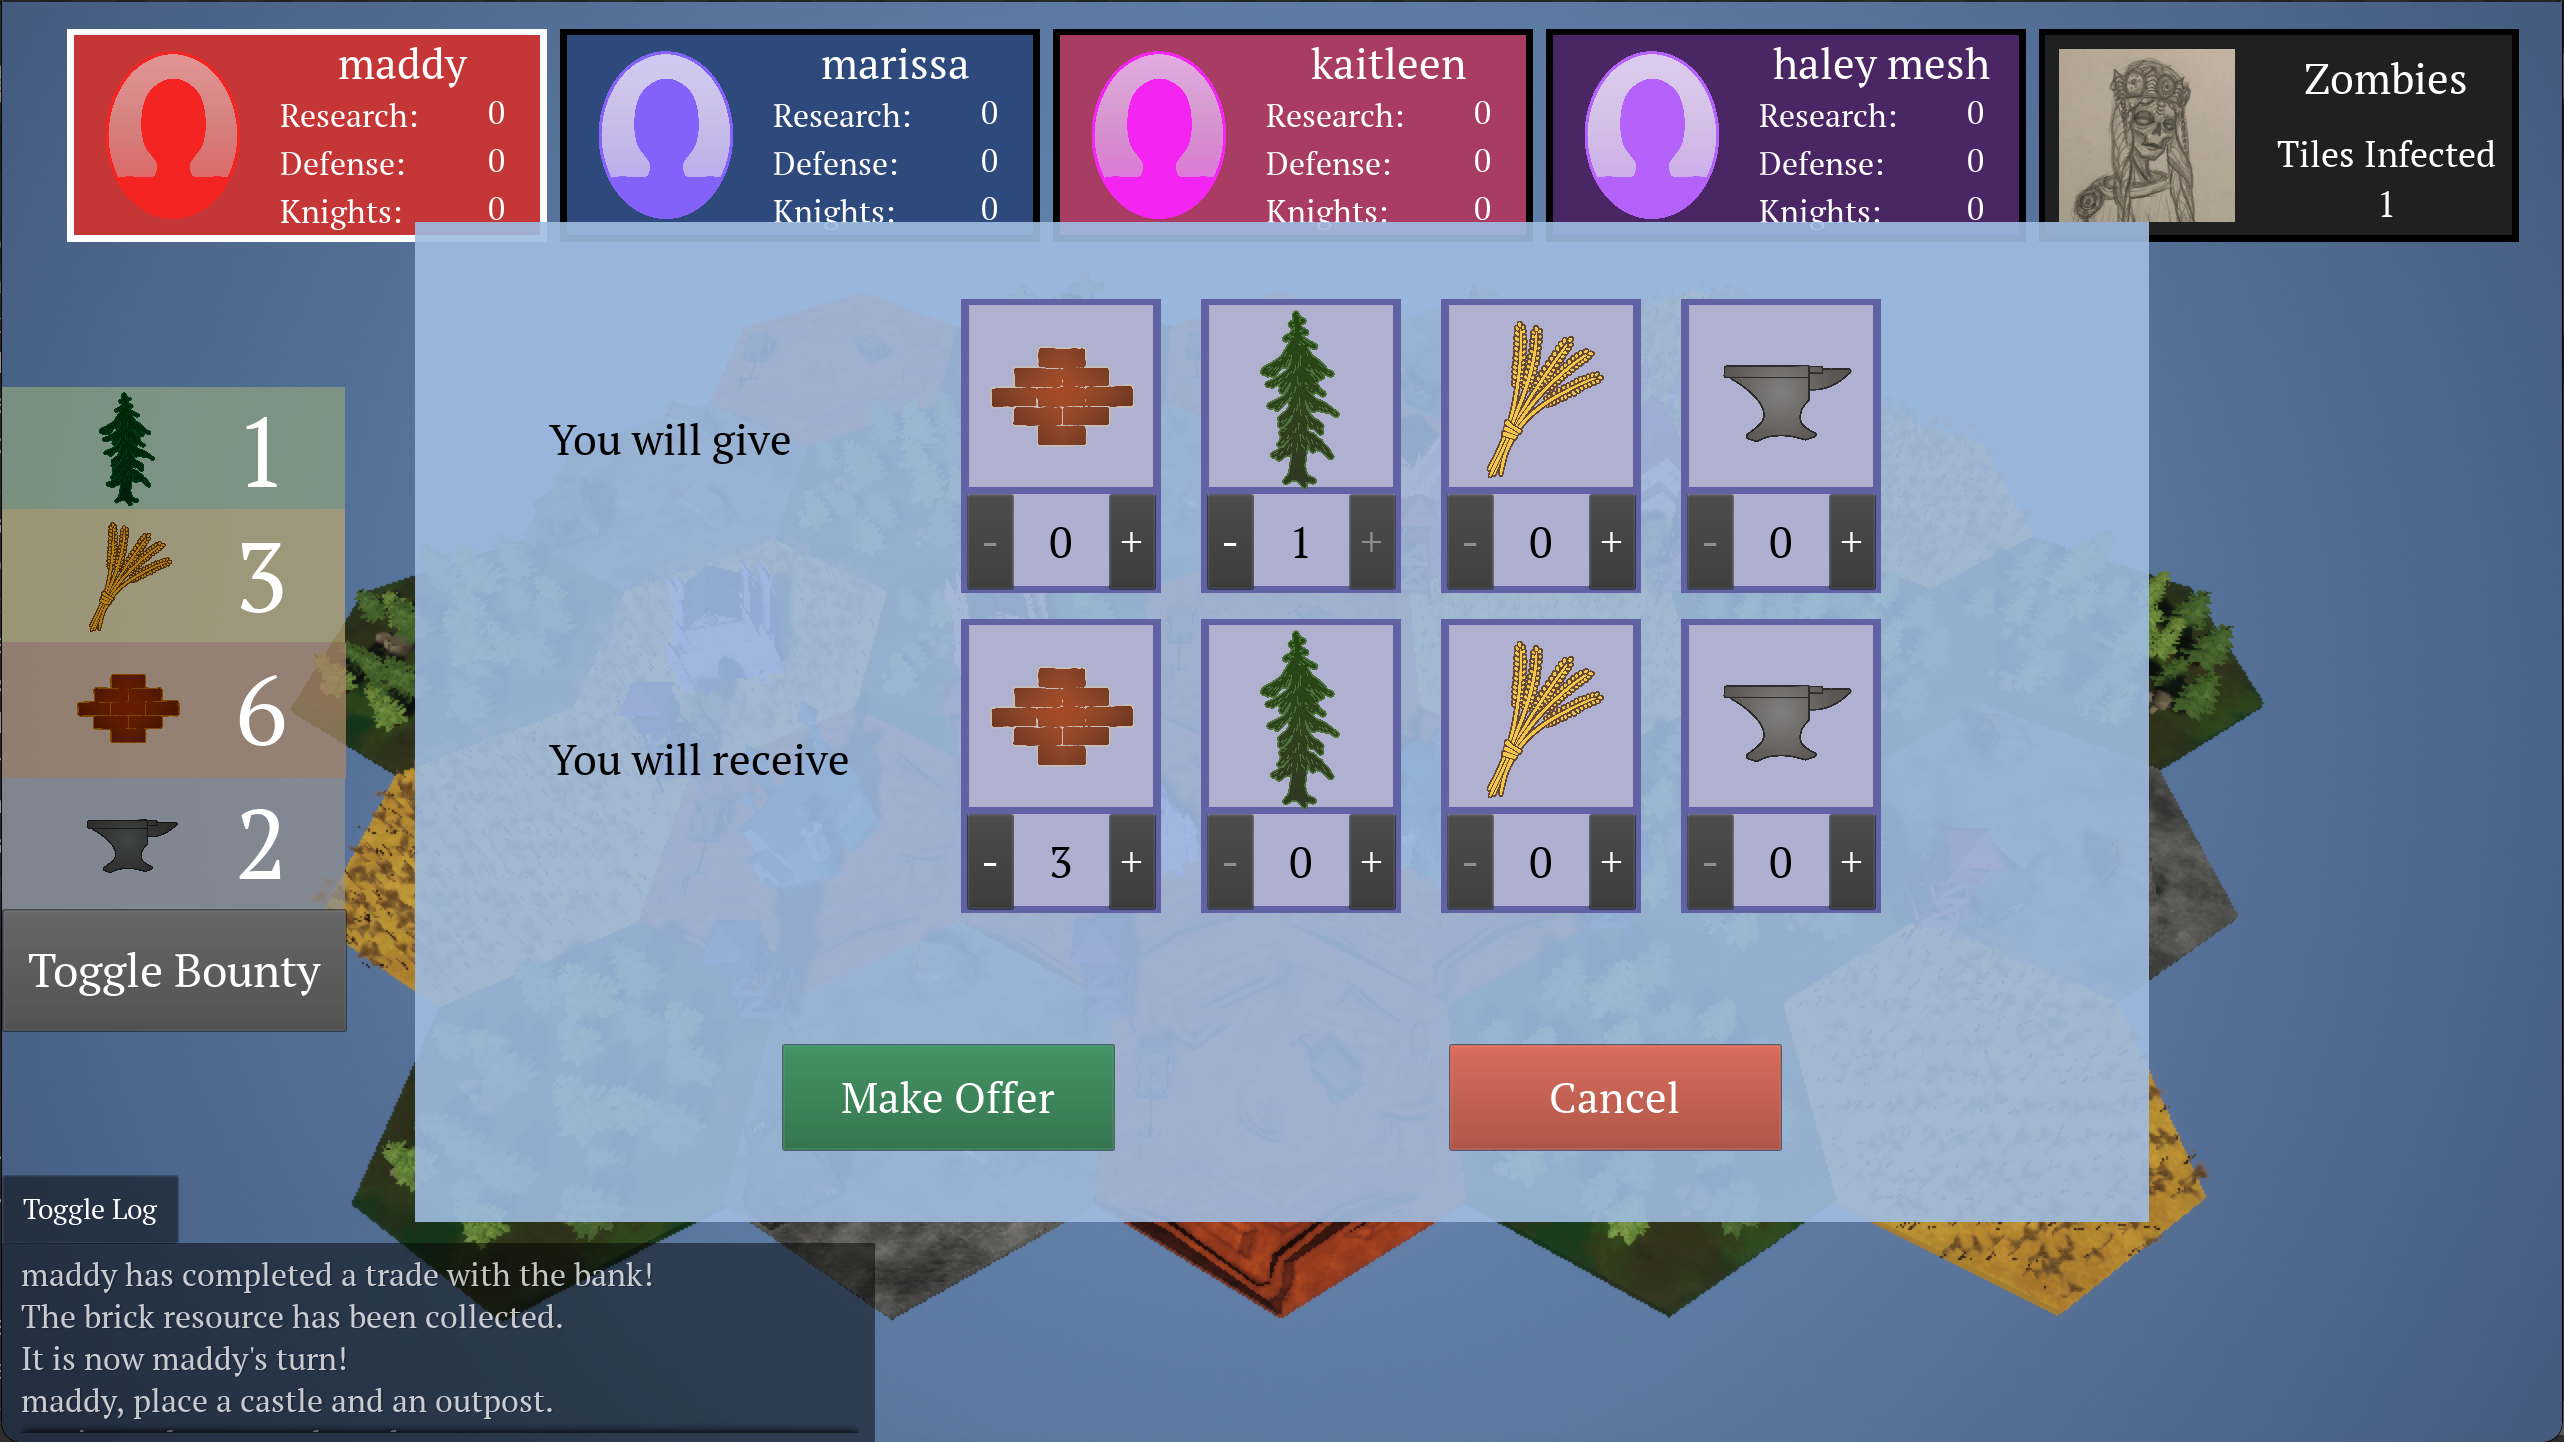 maddy
Research: 0
Defense: 0
Knights: 0
marissa
Research: 0
Defense: 0
Knights: 0
kaitleen
Research: 0
Defense: 0
Knights: 0
haley mesh
Research: 0
Defense: 0
Knights: 0
Zombies
Tiles Infected
1
1
3
6
2
Toggle Bounty
You will give
- 0 +
- 1 +
- 0 +
- 0 +
You will receive
- 3 +
- 0 +
- 0 +
- 0 +
Make Offer
Cancel
Toggle Log
maddy has completed a trade with the bank!
The brick resource has been collected.
It is now maddy's turn!
maddy, place a castle and an outpost.